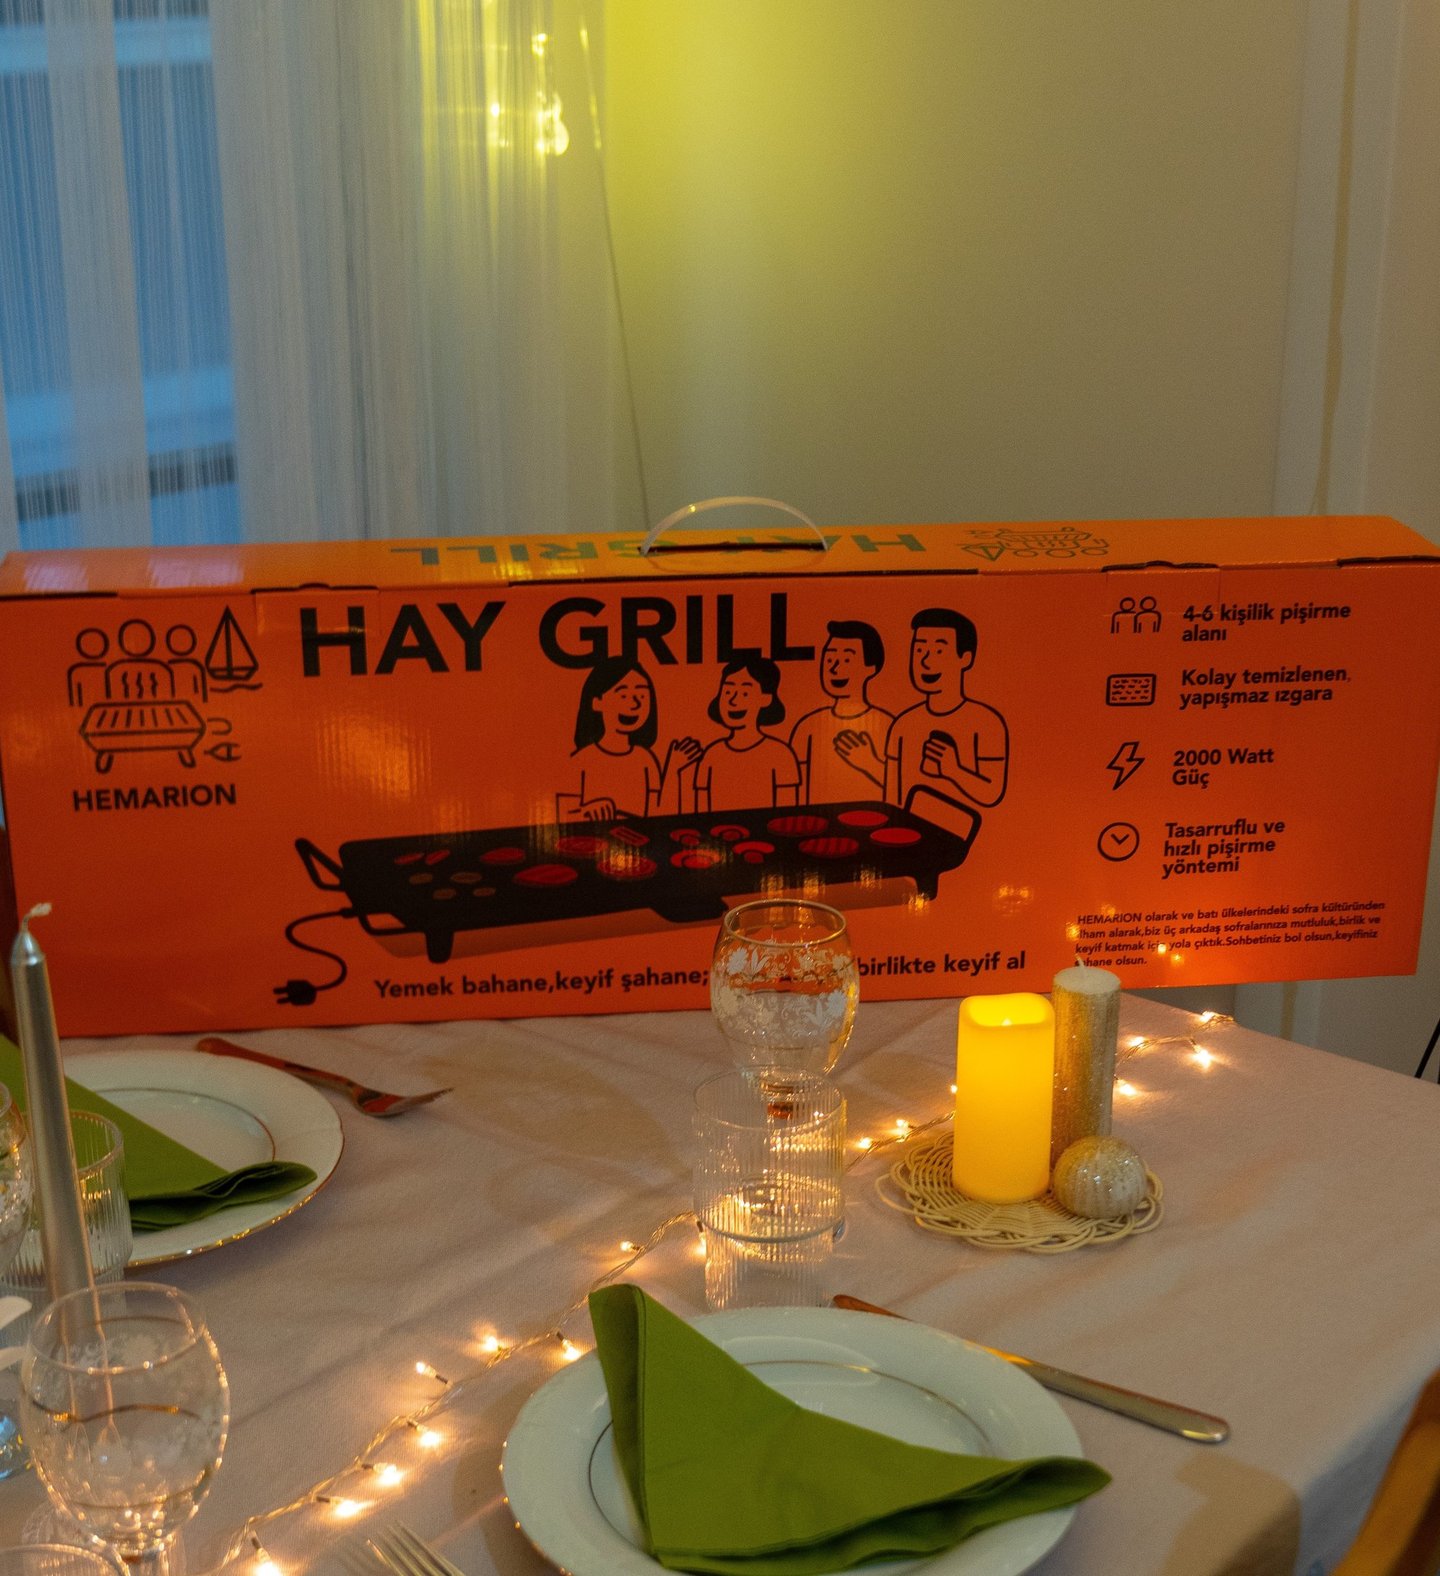 HAY GRILL
HAY GRILL
HEMARION
4-6 kişilik pişirme
alanı
Kolay temizlenen,
yapışmaz ızgara
2000 Watt
Güç
Tasarruflu ve
hızlı pişirme
yöntemi
HEMARION olarak ve batı ülkelerindeki sofra kültüründen
ilham alarak,biz üç arkadaş sofralarınıza mutluluk,birlik ve
keyif katmak için yola çıktık.Sohbetiniz bol olsun,keyifiniz
şahane olsun.
Yemek bahane,keyif şahane; birlikte keyif al